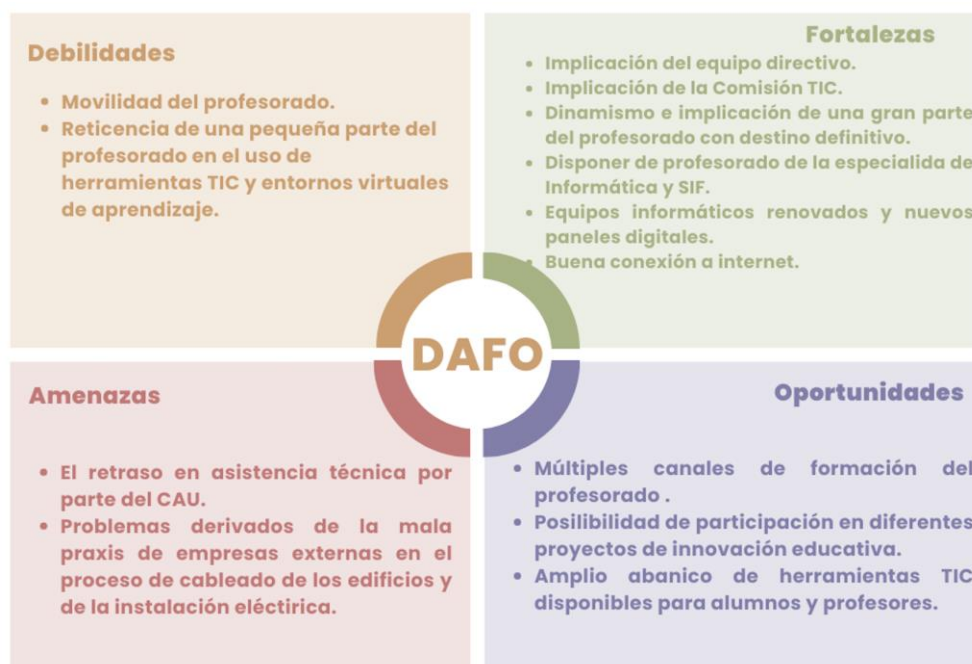 Debilidades
• Movilidad del profesorado.
• Reticencia de una pequeña parte del
profesorado en el uso de
herramientas TIC y entornos virtuales
de aprendizaje.
Fortalezas
• Implicación del equipo directivo.
• Implicación de la Comisión TIC.
• Dinamismo e implicación de una gran parte
del profesorado con destino definitivo.
• Disponer de profesorado de la especialida de
Informática y SIF.
• Equipos informáticos renovados y nuevos
paneles digitales.
• Buena conexión a internet.
DAFO
Amenazas
• El retraso en asistencia técnica por
parte del CAU.
• Problemas derivados de la mala
praxis de empresas externas en el
proceso de cableado de los edificios y
de la instalación eléctirica.
Oportunidades
• Múltiples canales de formación del
profesorado .
• Posilibilidad de participación en diferentes
proyectos de innovación educativa.
• Amplio abanico de herramientas TIC
disponibles para alumnos y profesores.